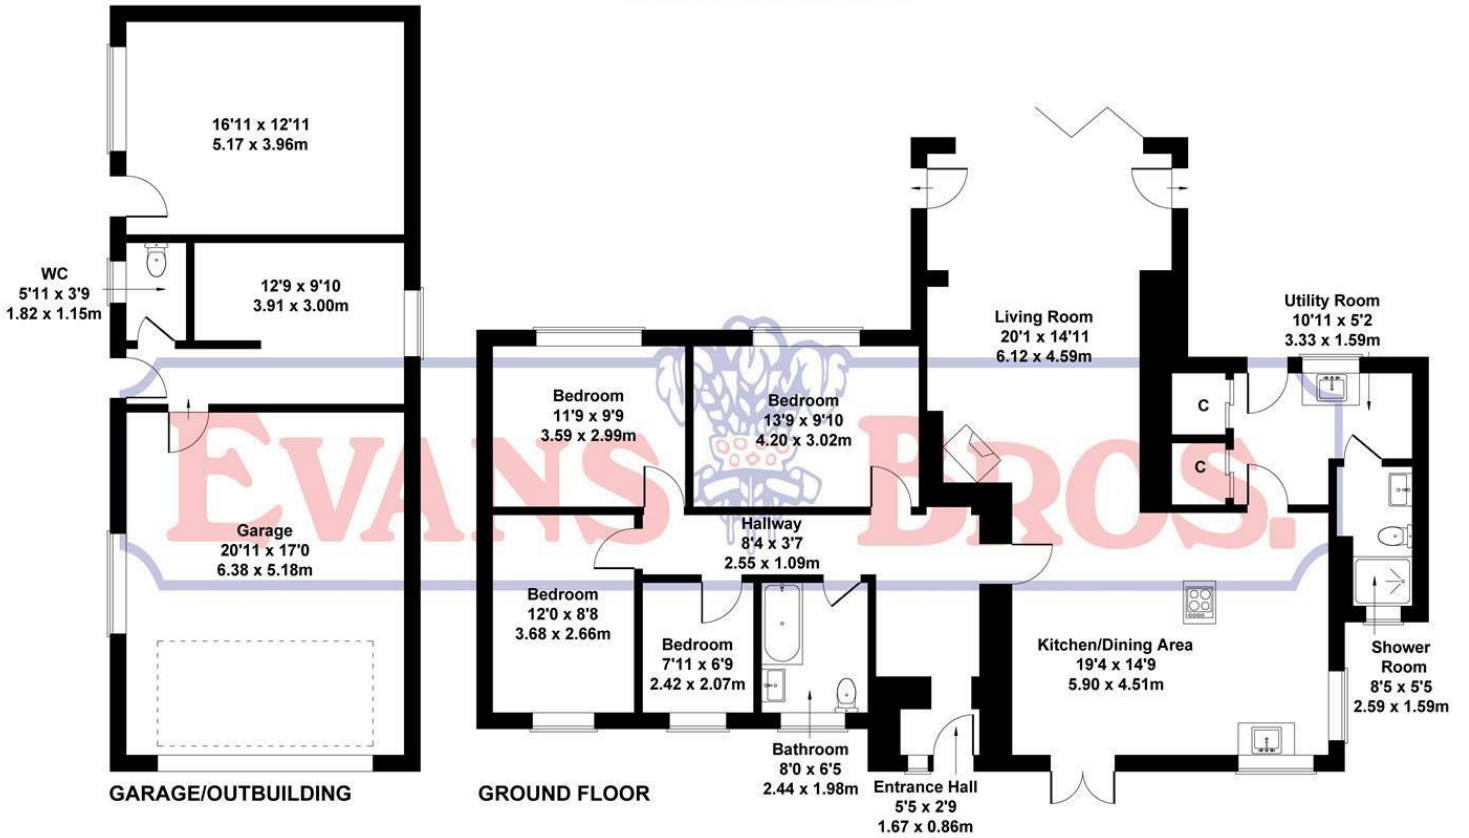 16'11 x 12'11
5.17 x 3.96m
WC
5'11 x 3'9
1.82 x 1.15m
12'9 x 9'10
3.91 x 3.00m
Garage
20'11 x 17'0
6.38 x 5.18m
GARAGE/OUTBUILDING
Living Room
20'1 x 14'11
6.12 x 4.59m
Utility Room
10'11 x 5'2
3.33 x 1.59m
Bedroom
11'9 x 9'9
3.59 x 2.99m
Bedroom
13'9 x 9'10
4.20 x 3.02m
C
C
EVANS BROS.
Hallway
8'4 x 3'7
2.55 x 1.09m
Bedroom
12'0 x 8'8
3.68 x 2.66m
Bedroom
7'11 x 6'9
2.42 x 2.07m
Kitchen/Dining Area
19'4 x 14'9
5.90 x 4.51m
Shower
Room
8'5 x 5'5
2.59 x 1.59m
Bathroom
8'0 x 6'5
2.44 x 1.98m
Entrance Hall
5'5 x 2'9
1.67 x 0.86m
GROUND FLOOR